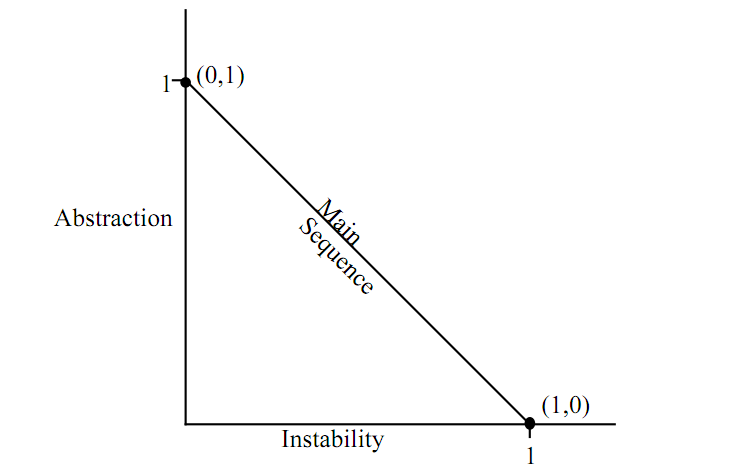 1
(0,1)
Abstraction
Main
Sequence
(1,0)
Instability
1